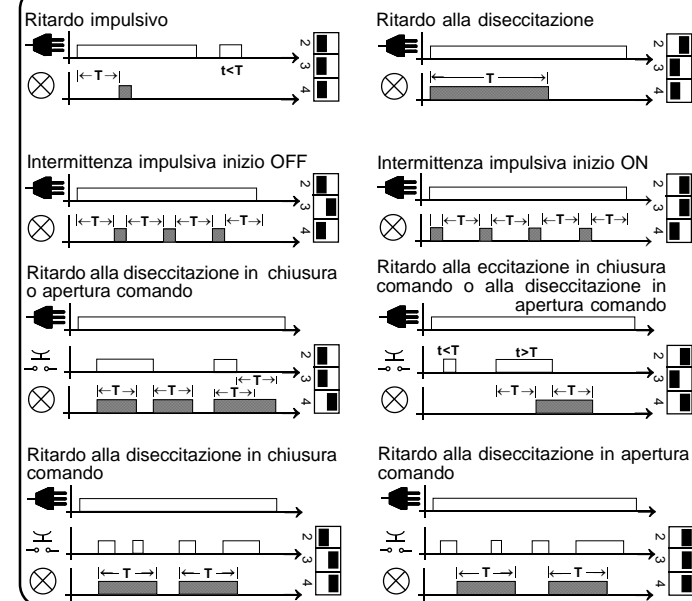 Ritardo impulsivo
2
3
4
←T→
t<T
Ritardo alla diseccitazione
2
3
4
T
Intermittenza impulsiva inizio OFF
2
3
4
←T→ ←T→ ←T→ ←T→
Intermittenza impulsiva inizio ON
2
3
4
←T→ ←T→ ←T→ ←T→
Ritardo alla diseccitazione in chiusura
o apertura comando
2
3
4
←T→
←T→ ←T→ ←T→
Ritardo alla eccitazione in chiusura
comando o alla diseccitazione in
apertura comando
t<T t>T
2
3
4
←T→ ←T→
Ritardo alla diseccitazione in chiusura
comando
2
3
4
←T→ ←T→
Ritardo alla diseccitazione in apertura
comando
2
3
4
←T→ ←T→